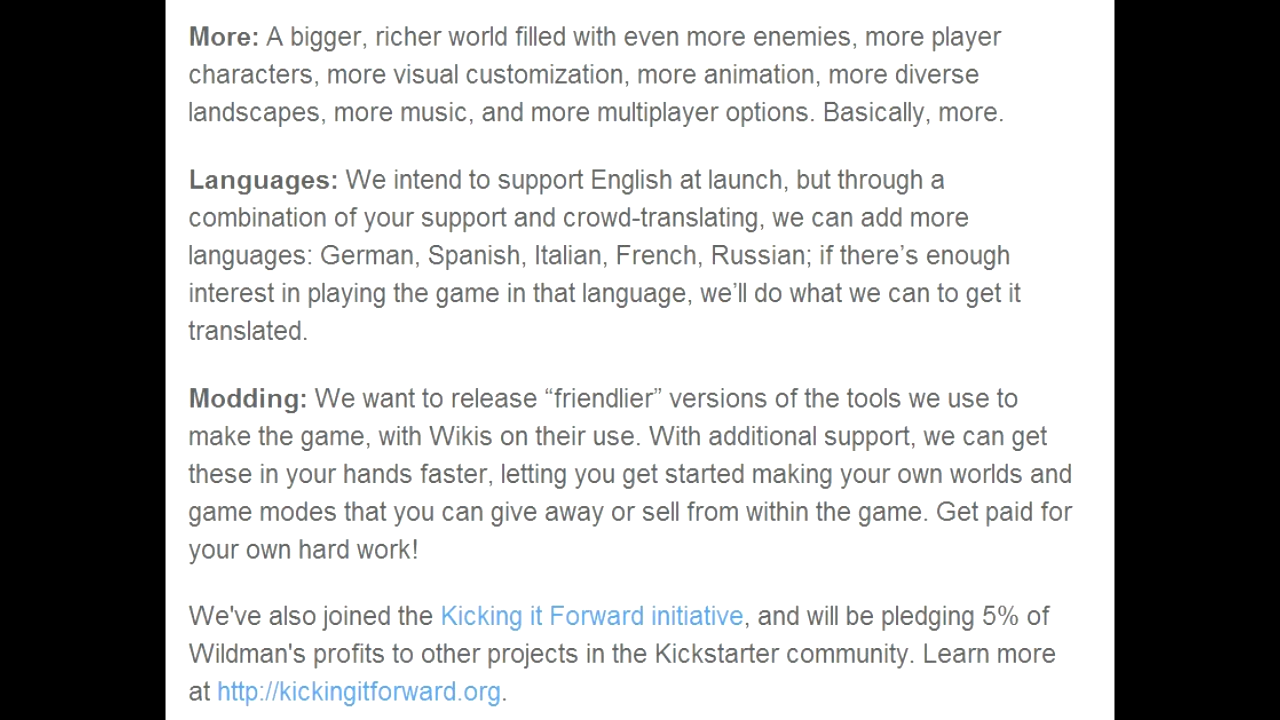 More: A bigger, richer world filled with even more enemies, more player
characters, more visual customization, more animation, more diverse
landscapes, more music, and more multiplayer options. Basically, more.
Languages: We intend to support English at launch, but through a
combination of your support and crowd-translating, we can add more
languages: German, Spanish, Italian, French, Russian; if there’s enough
interest in playing the game in that language, we’ll do what we can to get it
translated.
Modding: We want to release “friendlier” versions of the tools we use to
make the game, with Wikis on their use. With additional support, we can get
these in your hands faster, letting you get started making your own worlds and
game modes that you can give away or sell from within the game. Get paid for
your own hard work!
We've also joined the Kicking it Forward initiative, and will be pledging 5% of
Wildman's profits to other projects in the Kickstarter community. Learn more
at http://kickingitforward.org.